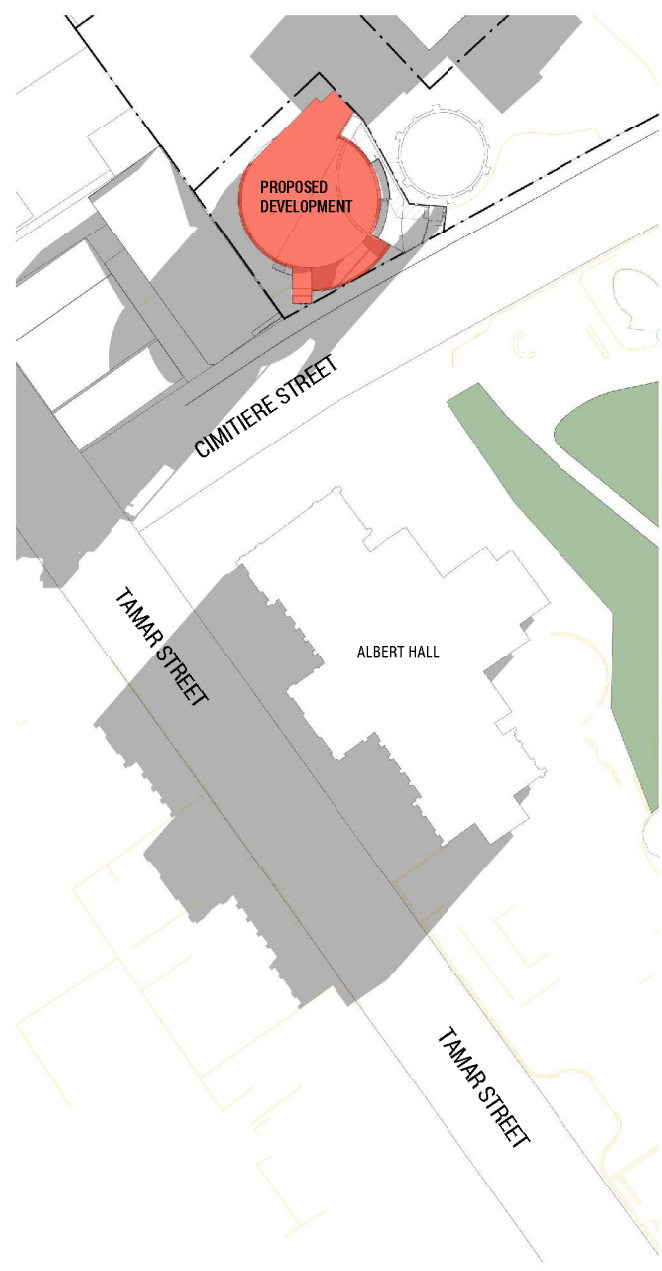 PROPOSED
DEVELOPMENT
CIMITIERE STREET
TAMAR STREET
ALBERT HALL
TAMAR STREET